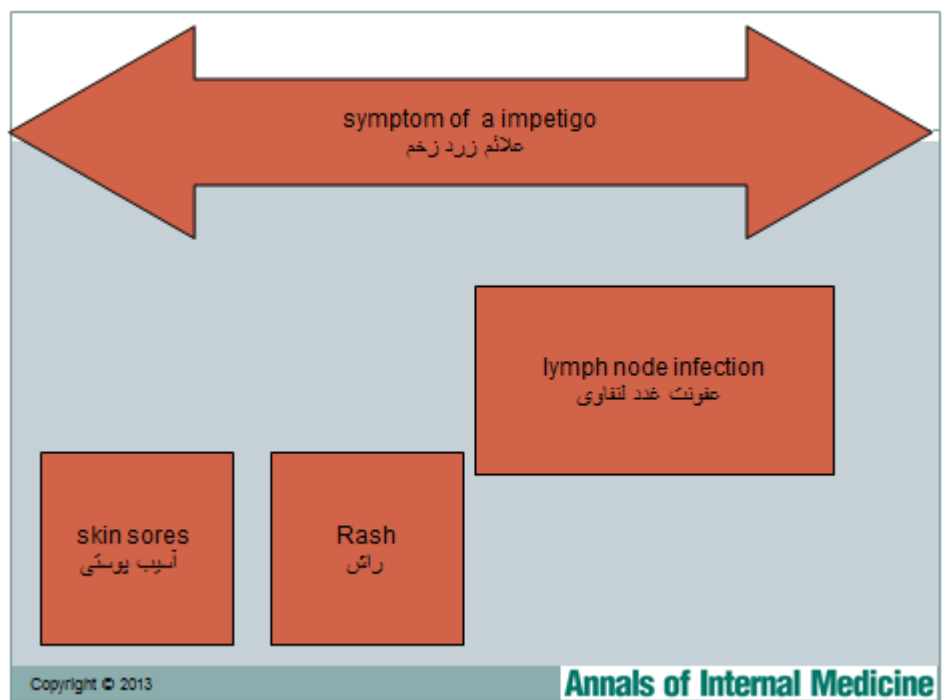 symptom of a impetigo
علائم زرد زخم
lymph node infection
عفونت غدد لنفاوی
skin sores
آسیب پوستی
Rash
راش
Copyright © 2013
Annals of Internal Medicine